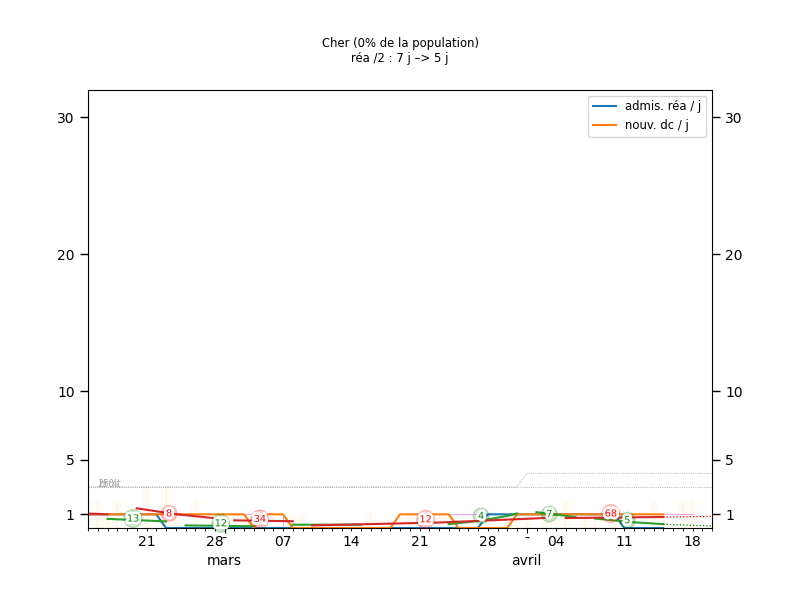 Cher (0% de la population)
réa /2 : 7 j –> 5 j
admis. réa / j
nouv. dc / j
30 30
20 20
10 10
5 5
1 1
13 8 12 34 12 4 7 68 5
21 28 07 14 21 28 04 11 18
mars avril